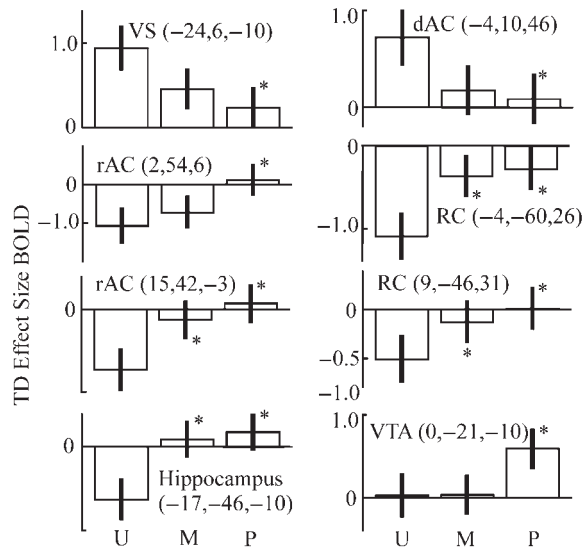 TD Effect Size BOLD
VS (−24,6,−10)
1.0
0
*
rAC (2,54,6)
0
−1.0
*
rAC (15,42,−3)
0
*
*
0
*
*
Hippocampus
(−17,−46,−10)
U M P
dAC (−4,10,46)
1.0
0
*
0
−1.0
*
*
RC (−4,−60,26)
RC (9,−46,31)
0
−0.5
−1.0
*
*
VTA (0,−21,−10)
1.0
0
*
U M P